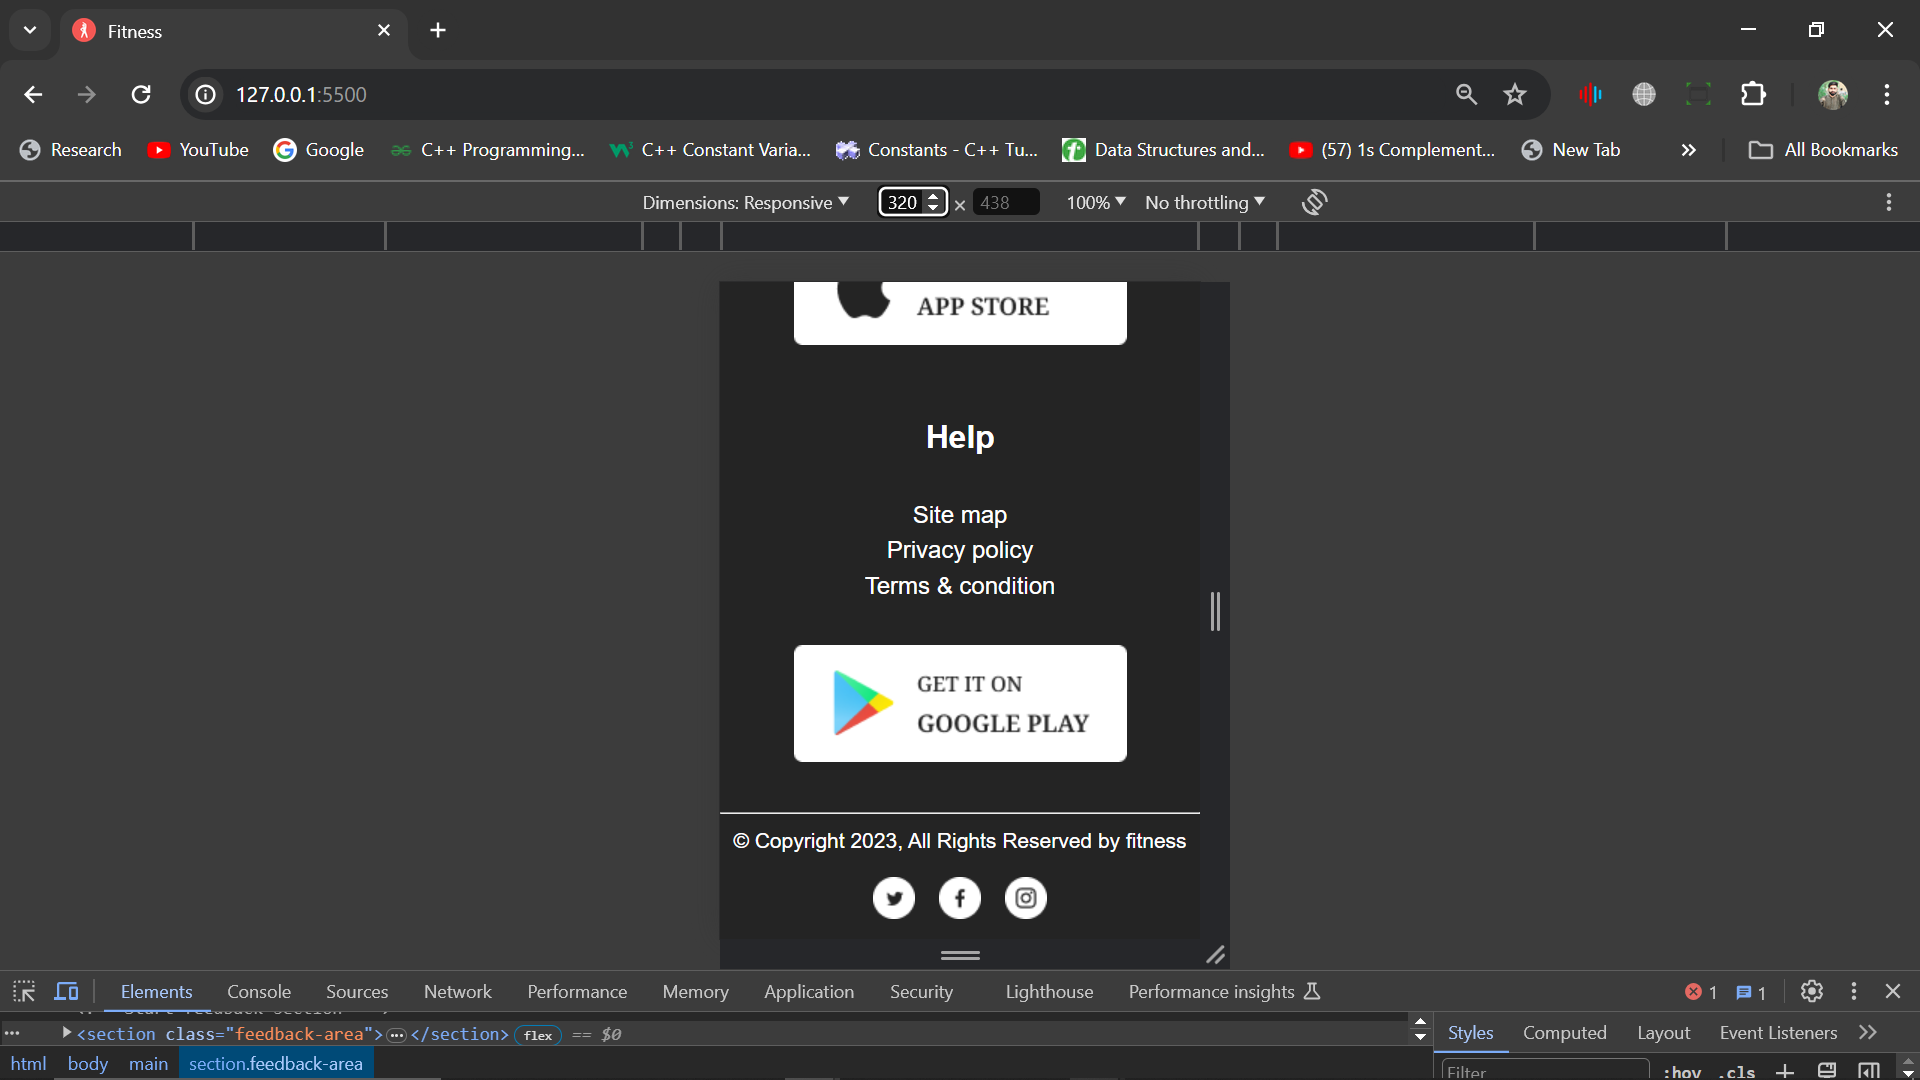 Fitness
127.0.0.1:5500
Research YouTube Google C++ Programming... C++ Constant Varia... Constants - C++ Tu... Data Structures and... (57) 1s Complement... New Tab » All Bookmarks
Dimensions: Responsive 320 × 438 100% No throttling
APP STORE
Help
Site map
Privacy policy
Terms & condition
GET IT ON
GOOGLE PLAY
© Copyright 2023, All Rights Reserved by fitness
Elements Console Sources Network Performance Memory Application Security Lighthouse Performance insights 1 1
<section class="feedback-area"> … </section> flex == $0
Styles Computed Layout Event Listeners »
html body main section.feedback-area
Filter :hov .cls +